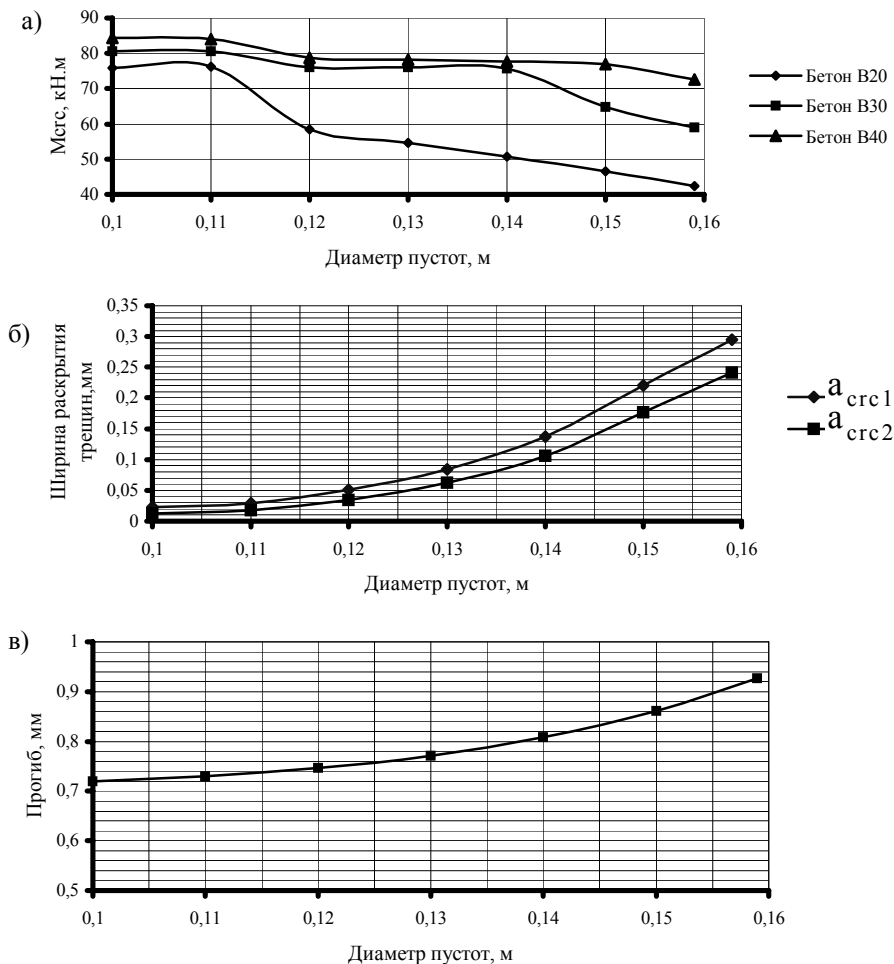 а)
Мcrc, кН.м
90
80
70
60
50
40
0,1 0,11 0,12 0,13 0,14 0,15 0,16
Диаметр пустот, м
Бетон В20
Бетон В30
Бетон В40
б)
Ширина раскрытия
трещин,мм
0,35
0,3
0,25
0,2
0,15
0,1
0,05
0
0,1 0,11 0,12 0,13 0,14 0,15 0,16
Диаметр пустот, м
a crc1
a crc2
в)
Прогиб, мм
1
0,9
0,8
0,7
0,6
0,5
0,1 0,11 0,12 0,13 0,14 0,15 0,16
Диаметр пустот, м